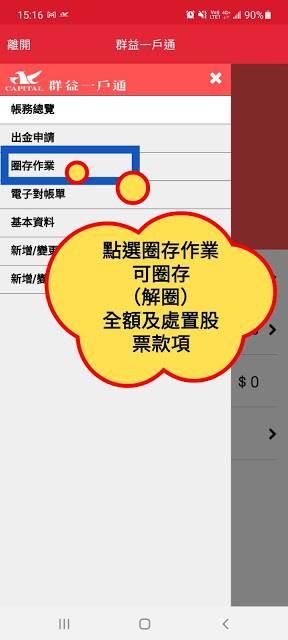 15:16
90%
離開
群益一戶通
CAPITAL 群益一戶通
帳務總覽
出金申請
圈存作業
電子對帳單
基本資料
新增/變更
新增/變
點選圈存作業
可圈存
（解圈）
全額及處置股
票款項
$ 0